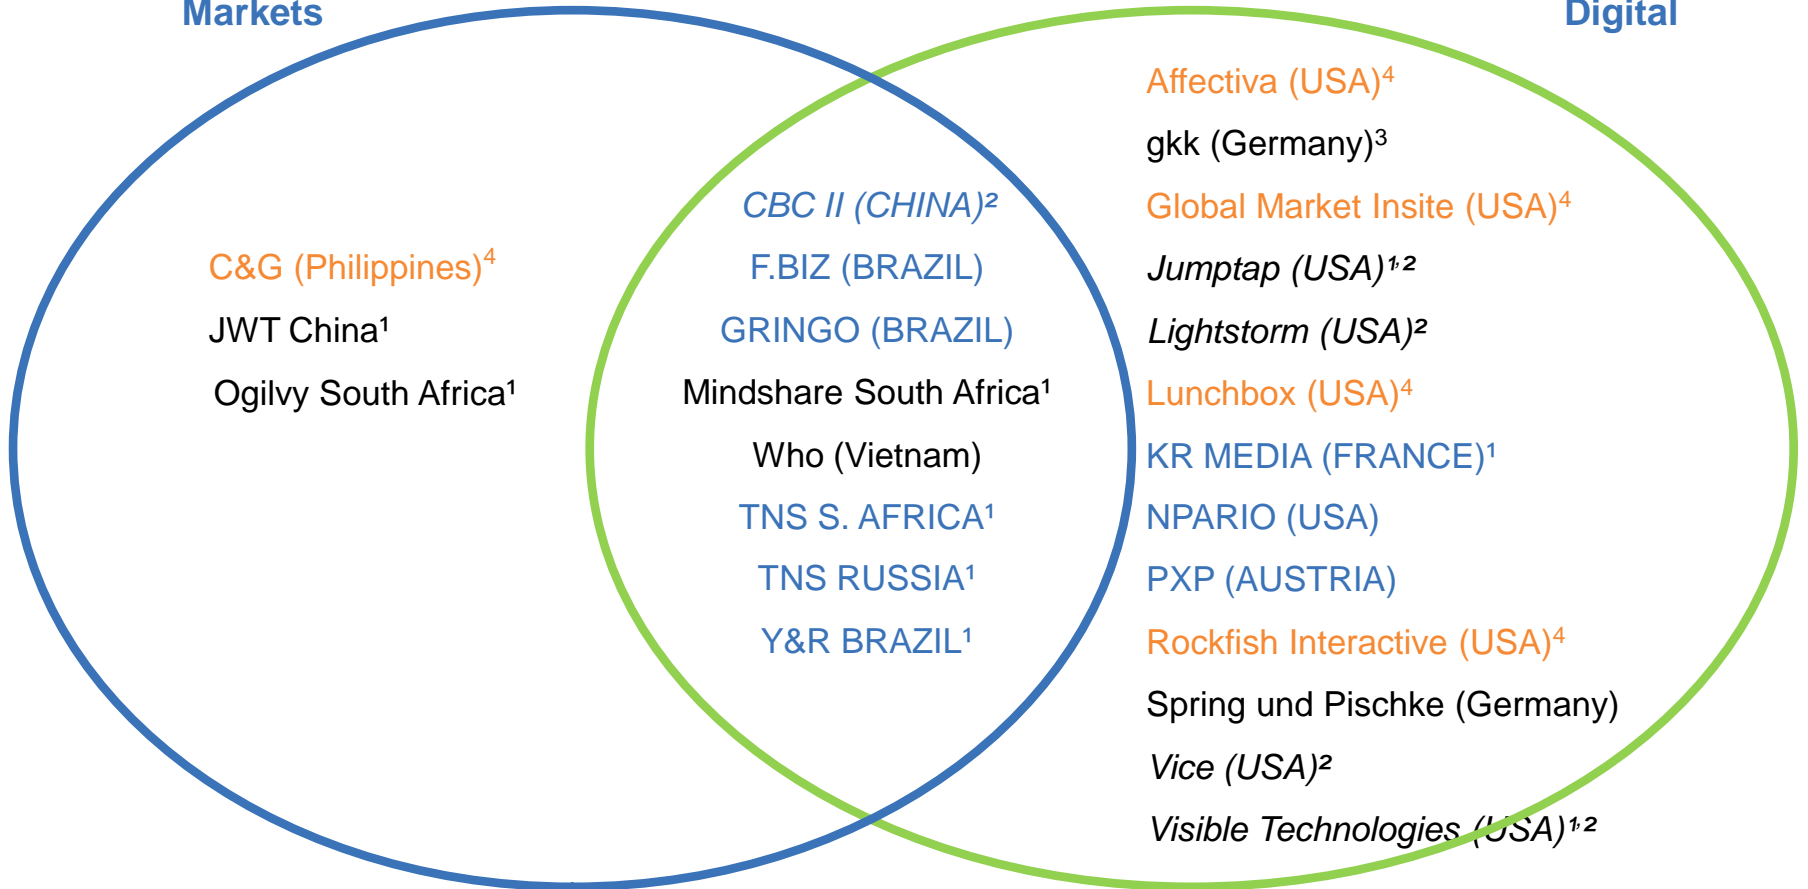 Markets
Digital
C&G (Philippines)⁴
JWT China¹
Ogilvy South Africa¹
CBC II (CHINA)²
F.BIZ (BRAZIL)
GRINGO (BRAZIL)
Mindshare South Africa¹
Who (Vietnam)
TNS S. AFRICA¹
TNS RUSSIA¹
Y&R BRAZIL¹
Affectiva (USA)⁴
gkk (Germany)³
Global Market Insite (USA)⁴
Jumptap (USA)¹,²
Lightstorm (USA)²
Lunchbox (USA)⁴
KR MEDIA (FRANCE)¹
NPARIO (USA)
PXP (AUSTRIA)
Rockfish Interactive (USA)⁴
Spring und Pischke (Germany)
Vice (USA)²
Visible Technologies (USA)¹,²